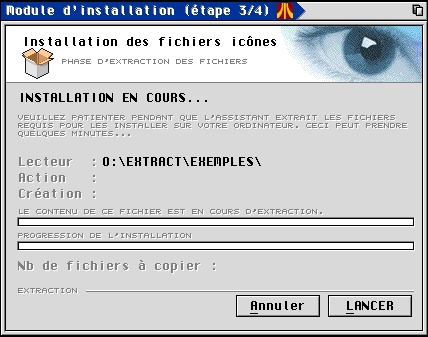 Module d'installation (étape 3/4)
Installation des fichiers icônes
PHASE D'EXTRACTION DES FICHIERS
INSTALLATION EN COURS...
VEUILLEZ PATIENTER PENDANT QUE L'ASSISTANT EXTRAIT LES FICHIERS
REQUIS POUR LES INSTALLER SUR VOTRE ORDINATEUR. CECI PEUT PRENDRE
QUELQUES MINUTES...
Lecteur : O:\EXTRACT\EXEMPLES\
Action :
Création :
LE CONTENU DE CE FICHIER EST EN COURS D'EXTRACTION.
PROGRESSION DE L'INSTALLATION
Nb de fichiers à copier :
EXTRACTION
Annuler LANCER